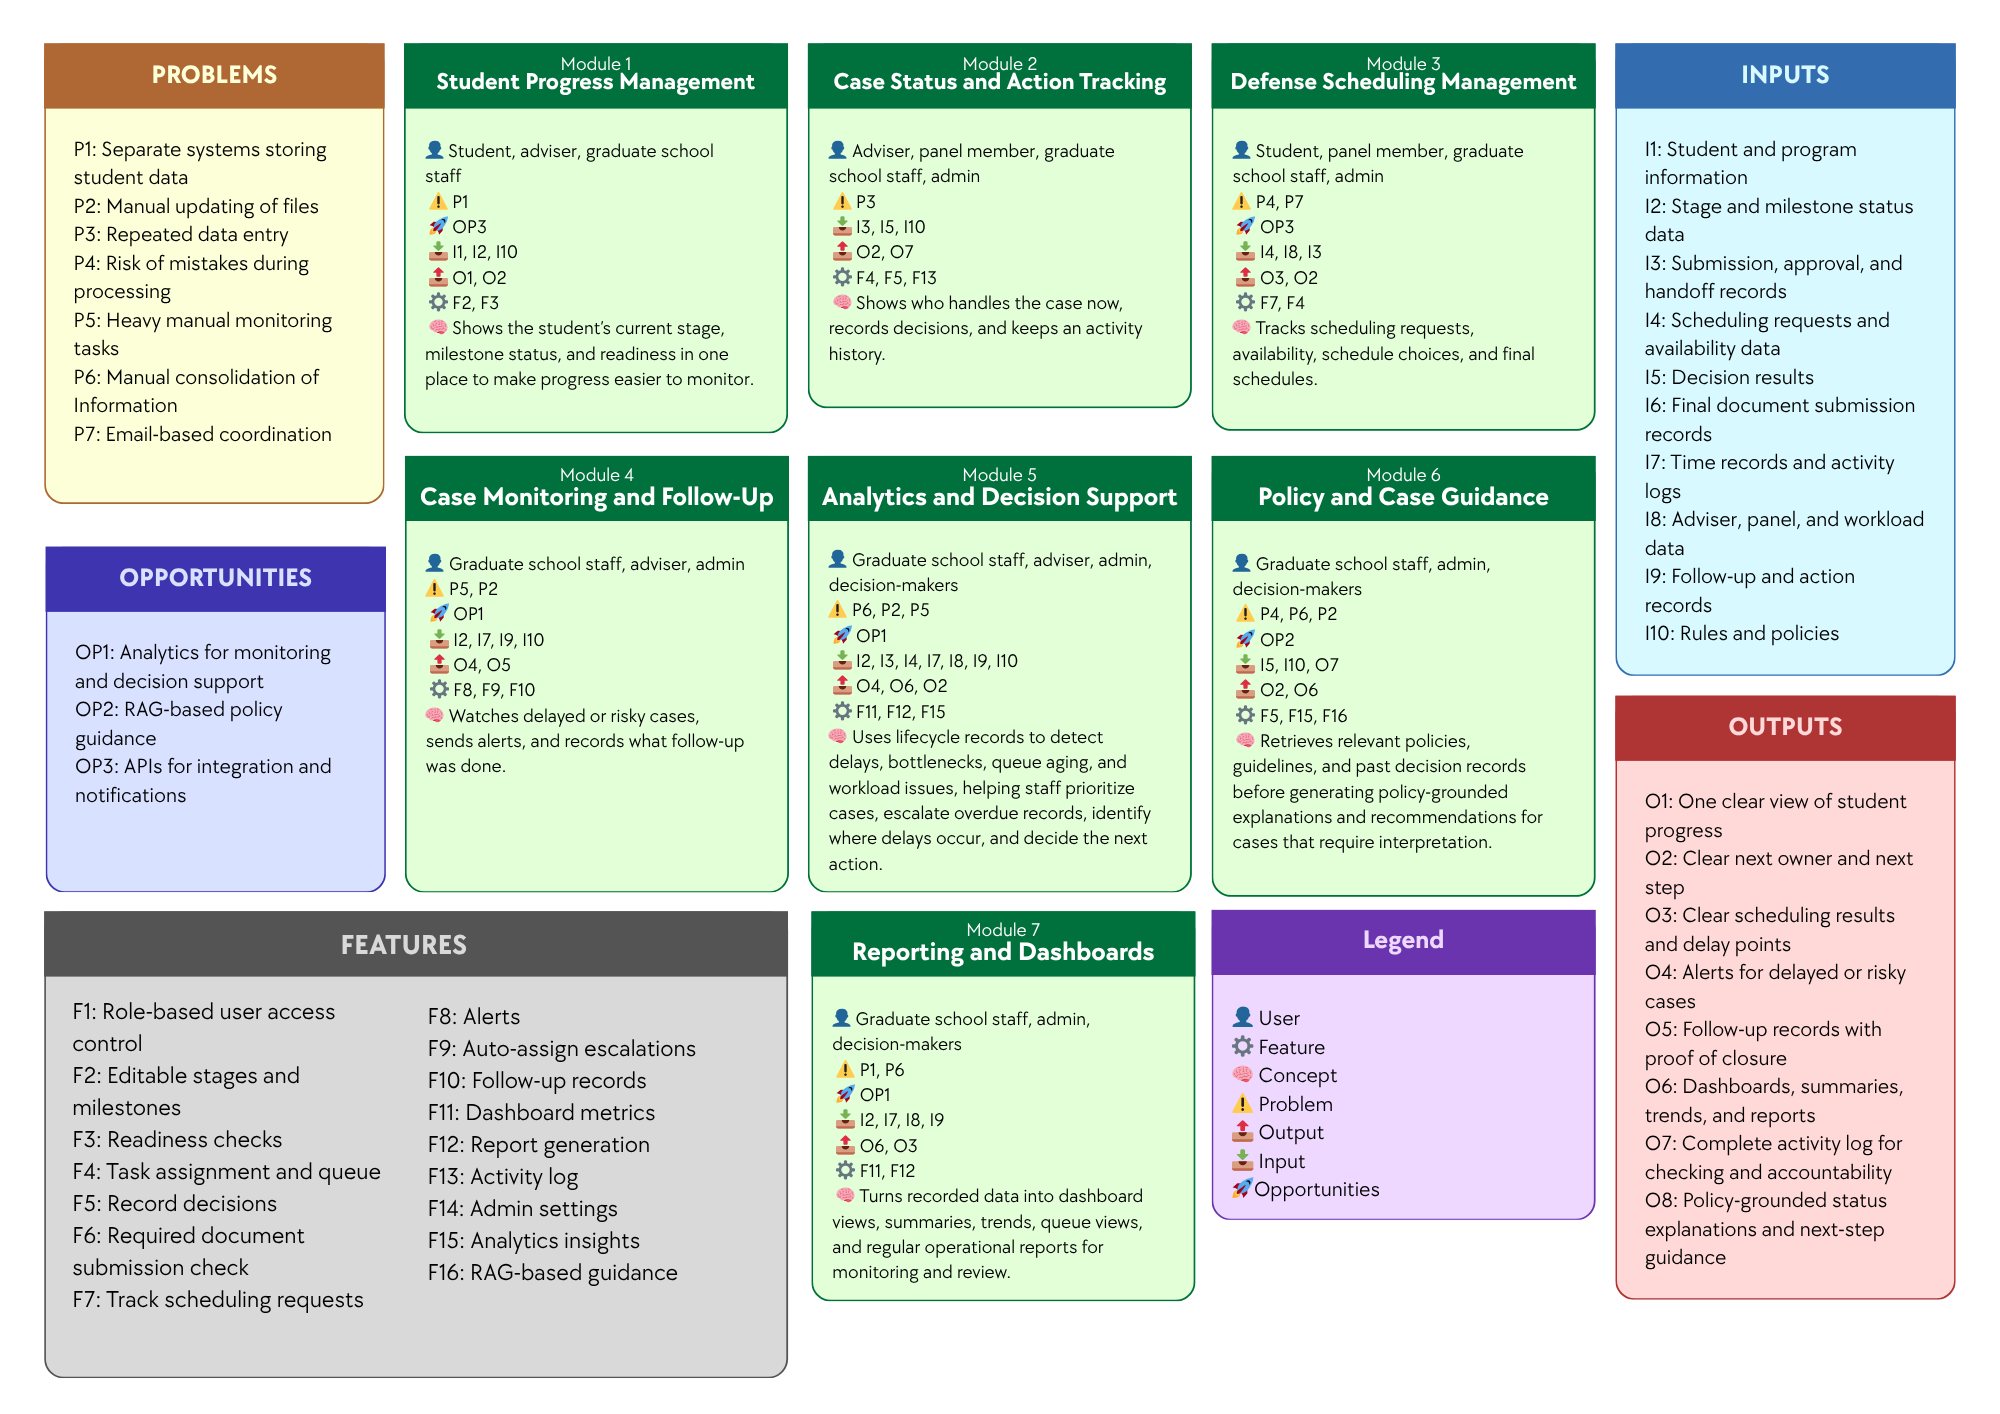 PROBLEMS
P1: Separate systems storing
student data
P2: Manual updating of files
P3: Repeated data entry
P4: Risk of mistakes during
processing
P5: Heavy manual monitoring
tasks
P6: Manual consolidation of
Information
P7: Email-based coordination
OPPORTUNITIES
OP1: Analytics for monitoring
and decision support
OP2: RAG-based policy
guidance
OP3: APIs for integration and
notifications
Module 1
Student Progress Management
👤 Student, adviser, graduate school
staff
⚠️ P1
🚀 OP3
📥 I1, I2, I10
📤 O1, O2
⚙️ F2, F3
🧠 Shows the student's current stage,
milestone status, and readiness in one
place to make progress easier to monitor.
Module 2
Case Status and Action Tracking
👤 Adviser, panel member, graduate
school staff, admin
⚠️ P3
📥 I3, I5, I10
📤 O2, O7
⚙️ F4, F5, F13
🧠 Shows who handles the case now,
records decisions, and keeps an activity
history.
Module 3
Defense Scheduling Management
👤 Student, panel member, graduate
school staff, admin
⚠️ P4, P7
🚀 OP3
📥 I4, I8, I3
📤 O3, O2
⚙️ F7, F4
🧠 Tracks scheduling requests,
availability, schedule choices, and final
schedules.
Module 4
Case Monitoring and Follow-Up
👤 Graduate school staff, adviser, admin
⚠️ P5, P2
🚀 OP1
📥 I2, I7, I9, I10
📤 O4, O5
⚙️ F8, F9, F10
🧠 Watches delayed or risky cases,
sends alerts, and records what follow-up
was done.
Module 5
Analytics and Decision Support
👤 Graduate school staff, adviser, admin,
decision-makers
⚠️ P6, P2, P5
🚀 OP1
📥 I2, I3, I4, I7, I8, I9, I10
📤 O4, O6, O2
⚙️ F11, F12, F15
🧠 Uses lifecycle records to detect
delays, bottlenecks, queue aging, and
workload issues, helping staff prioritize
cases, escalate overdue records, identify
where delays occur, and decide the next
action.
Module 6
Policy and Case Guidance
👤 Graduate school staff, admin,
decision-makers
⚠️ P4, P6, P2
🚀 OP2
📥 I5, I10, O7
📤 O2, O6
⚙️ F5, F15, F16
🧠 Retrieves relevant policies,
guidelines, and past decision records
before generating policy-grounded
explanations and recommendations for
cases that require interpretation.
FEATURES
F1: Role-based user access
control
F2: Editable stages and
milestones
F3: Readiness checks
F4: Task assignment and queue
F5: Record decisions
F6: Required document
submission check
F7: Track scheduling requests
F8: Alerts
F9: Auto-assign escalations
F10: Follow-up records
F11: Dashboard metrics
F12: Report generation
F13: Activity log
F14: Admin settings
F15: Analytics insights
F16: RAG-based guidance
Module 7
Reporting and Dashboards
👤 Graduate school staff, admin,
decision-makers
⚠️ P1, P6
🚀 OP1
📥 I2, I7, I8, I9
📤 O6, O3
⚙️ F11, F12
🧠 Turns recorded data into dashboard
views, summaries, trends, queue views,
and regular operational reports for
monitoring and review.
Legend
👤 User
⚙️ Feature
🧠 Concept
⚠️ Problem
📤 Output
📥 Input
🚀Opportunities
INPUTS
I1: Student and program
information
I2: Stage and milestone status
data
I3: Submission, approval, and
handoff records
I4: Scheduling requests and
availability data
I5: Decision results
I6: Final document submission
records
I7: Time records and activity
logs
I8: Adviser, panel, and workload
data
I9: Follow-up and action
records
I10: Rules and policies
OUTPUTS
O1: One clear view of student
progress
O2: Clear next owner and next
step
O3: Clear scheduling results
and delay points
O4: Alerts for delayed or risky
cases
O5: Follow-up records with
proof of closure
O6: Dashboards, summaries,
trends, and reports
O7: Complete activity log for
checking and accountability
O8: Policy-grounded status
explanations and next-step
guidance